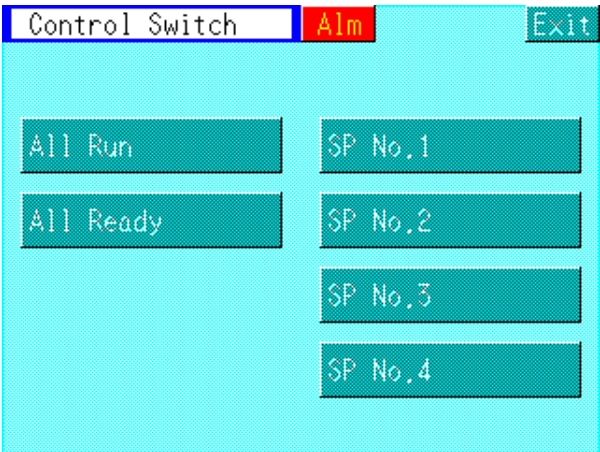 Control Switch Alm Exit
All Run SP No.1
All Ready SP No.2
SP No.3
SP No.4